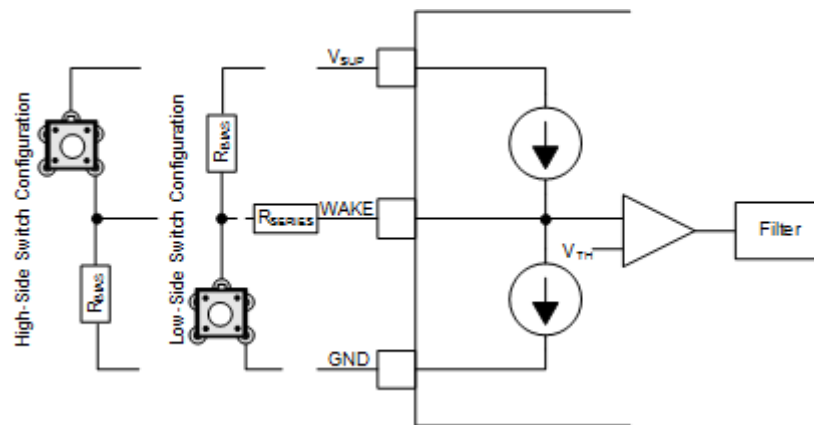 High-Side Switch Configuration
RBIAS
Low-Side Switch Configuration
RBIAS
RSERIES
VSUP
WAKE
GND
VTH
Filter